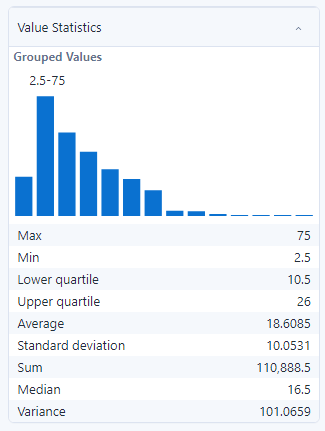 Value Statistics
Grouped Values
2.5-75
Max 75
Min 2.5
Lower quartile 10.5
Upper quartile 26
Average 18.6085
Standard deviation 10.0531
Sum 110,888.5
Median 16.5
Variance 101.0659